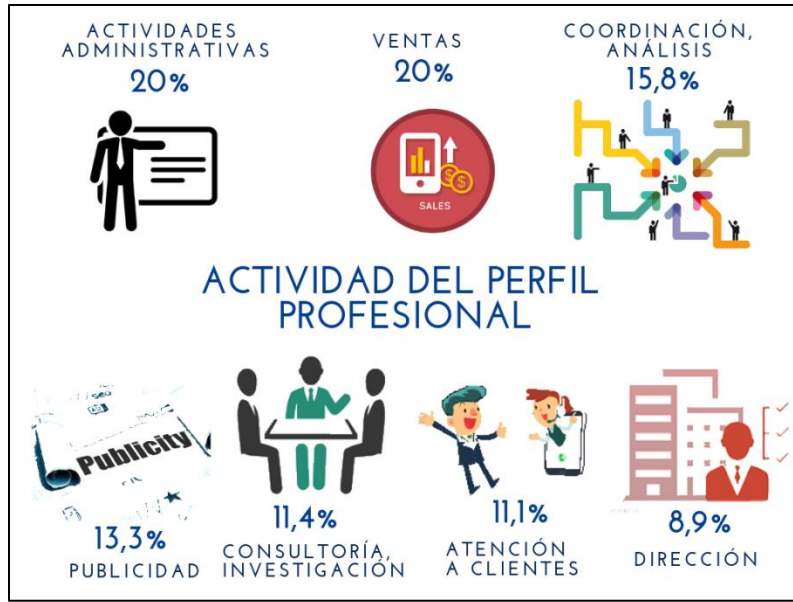 ACTIVIDADES
ADMINISTRATIVAS
20%
VENTAS
20%
COORDINACIÓN,
ANÁLISIS
15,8%
SALES
ACTIVIDAD DEL PERFIL
PROFESIONAL
Publicity
13,3%
PUBLICIDAD
11,4%
CONSULTORÍA,
INVESTIGACIÓN
11,1%
ATENCIÓN
A CLIENTES
8,9%
DIRECCIÓN